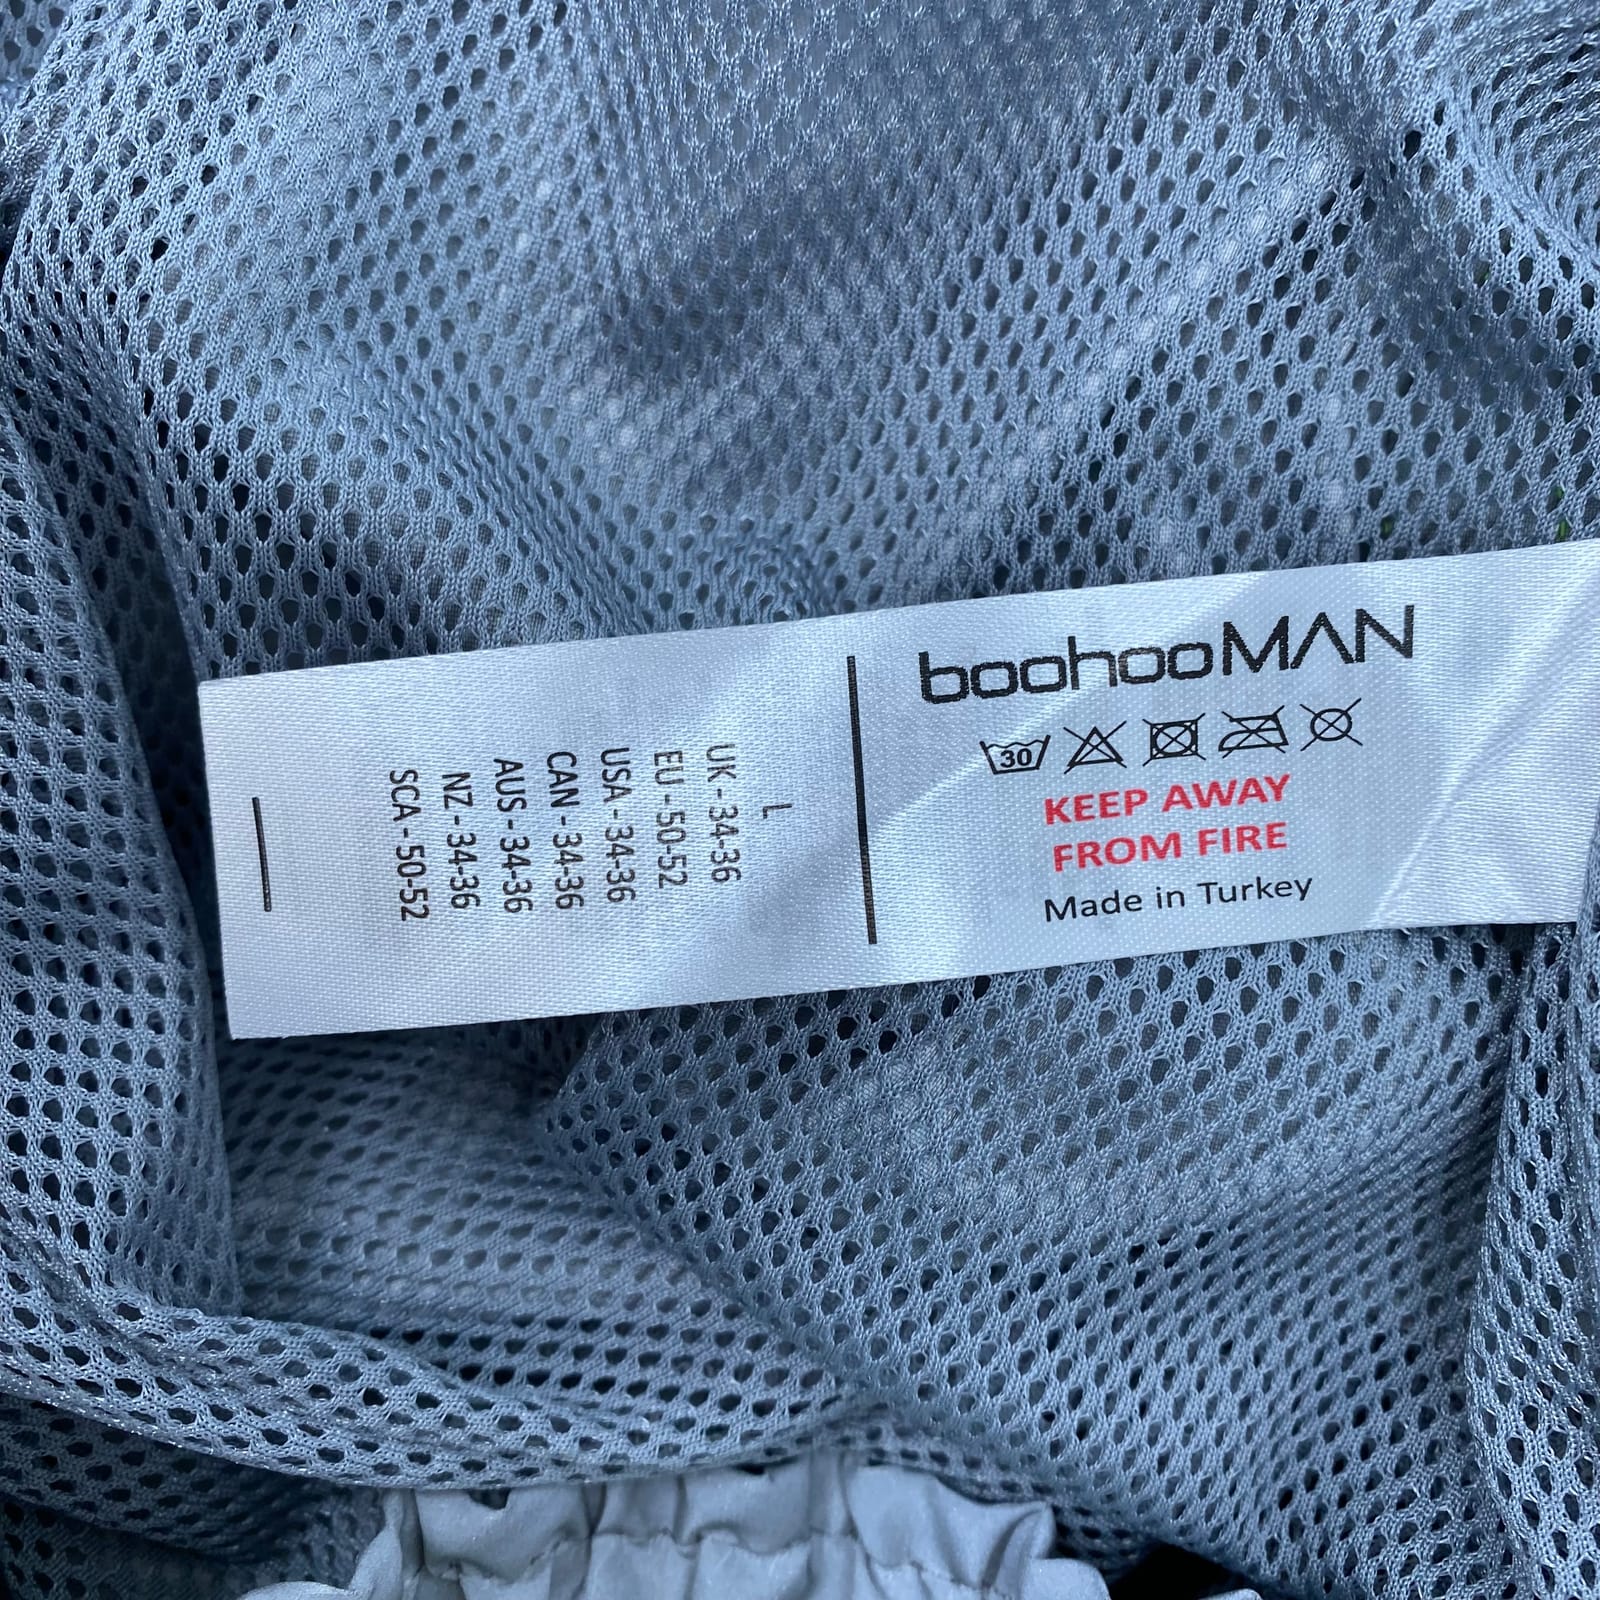 boohooMAN
30
KEEP AWAY
FROM FIRE
Made in Turkey
L
UK - 34-36
EU - 50-52
USA - 34-36
CAN - 34-36
AUS - 34-36
NZ - 34-36
SCA - 50-52